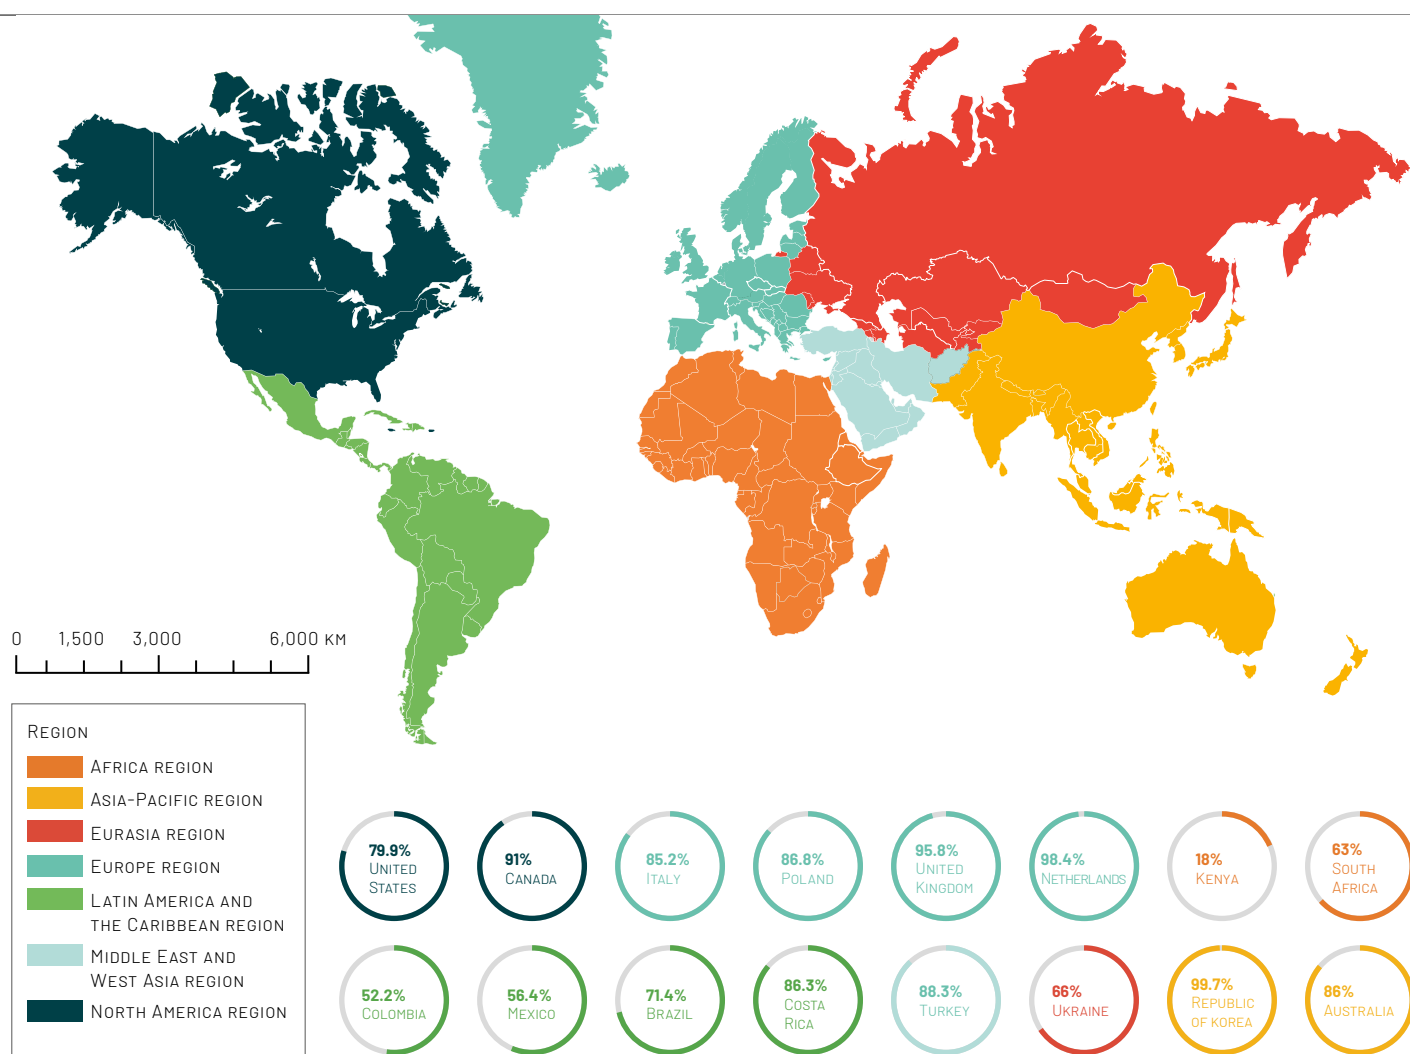 0 1,500 3,000 6,000 KM
REGION
AFRICA REGION
ASIA-PACIFIC REGION
EURASIA REGION
EUROPE REGION
LATIN AMERICA AND
THE CARIBBEAN REGION
MIDDLE EAST AND
WEST ASIA REGION
NORTH AMERICA REGION
79.9%
UNITED
STATES
91%
CANADA
85.2%
ITALY
86.8%
POLAND
95.8%
UNITED
KINGDOM
98.4%
NETHERLANDS
18%
KENYA
63%
SOUTH
AFRICA
52.2%
COLOMBIA
56.4%
MEXICO
71.4%
BRAZIL
86.3%
COSTA
RICA
88.3%
TURKEY
66%
UKRAINE
99.7%
REPUBLIC
OF KOREA
86%
AUSTRALIA